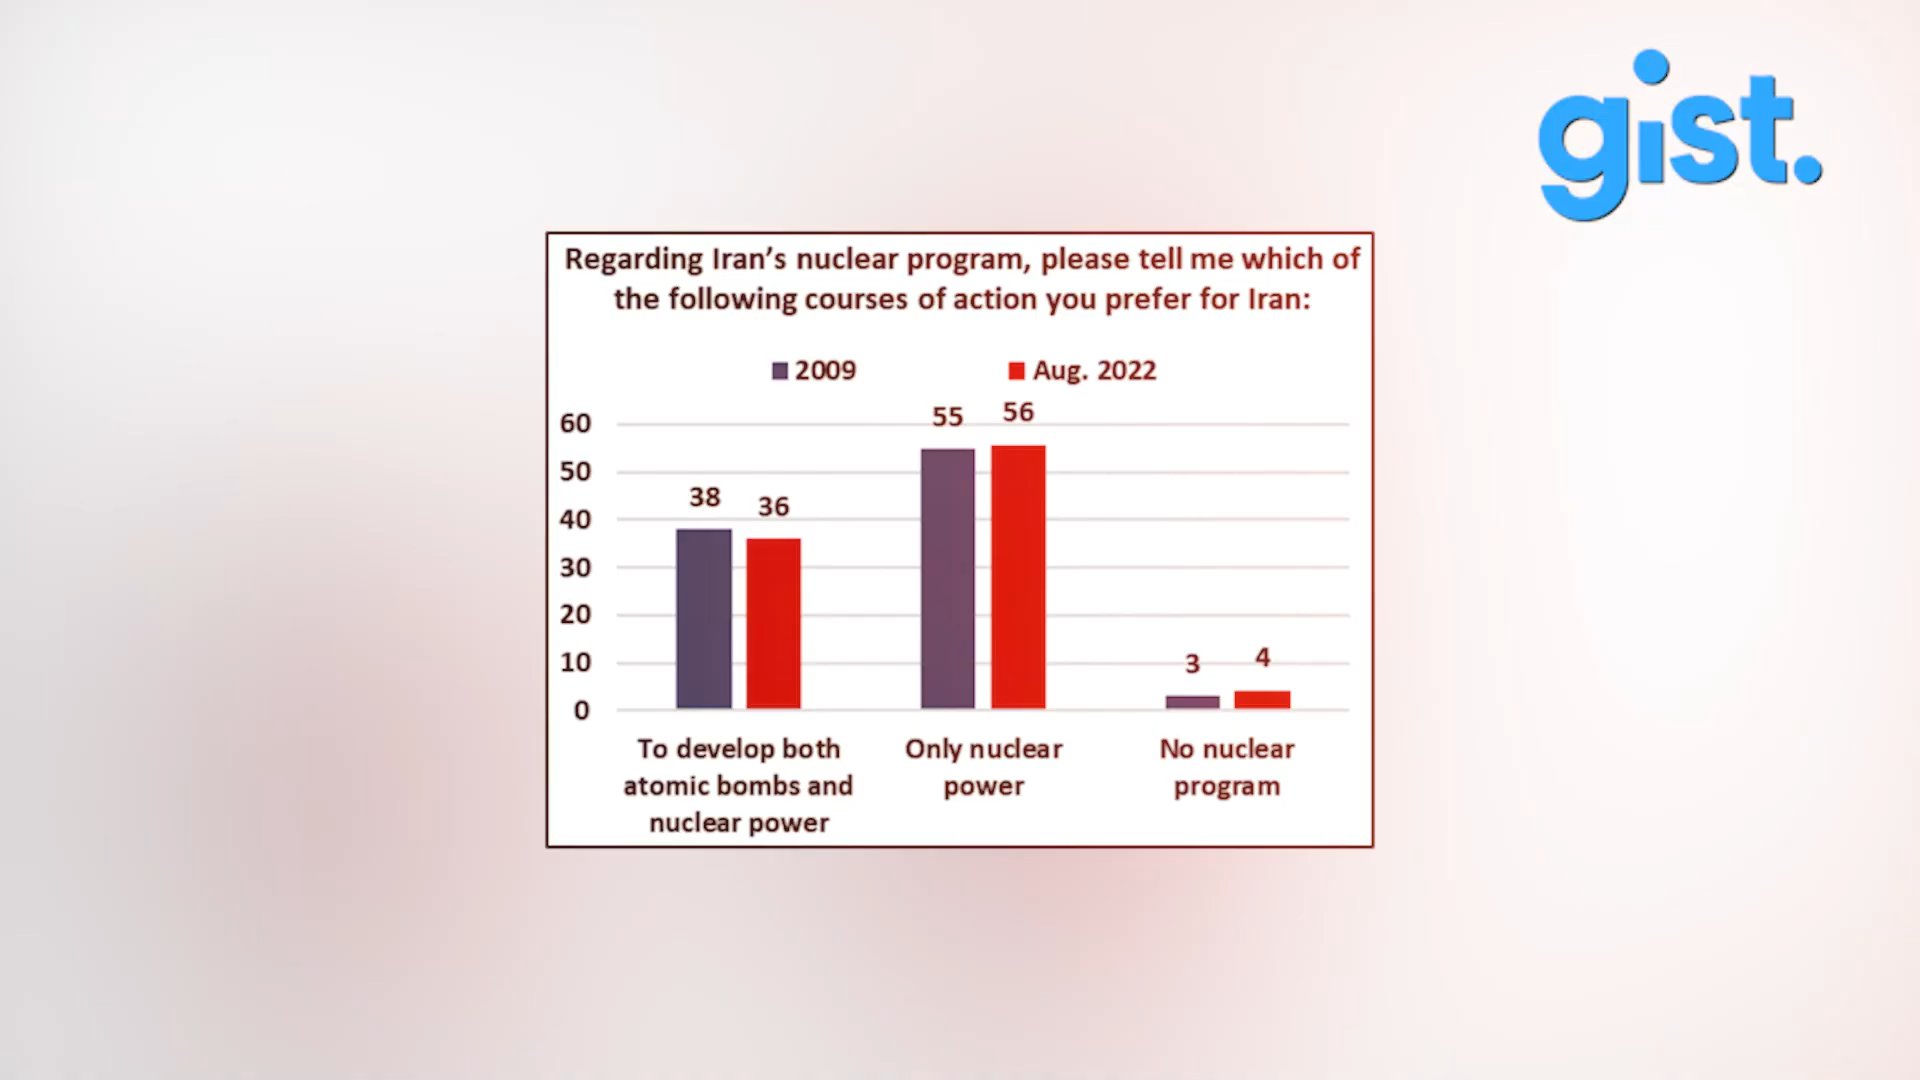 gist.
Regarding Iran's nuclear program, please tell me which of
the following courses of action you prefer for Iran:
2009 Aug. 2022
60
50
40
30
20
10
0
38 36
55 56
3 4
To develop both
atomic bombs and
nuclear power
Only nuclear
power
No nuclear
program